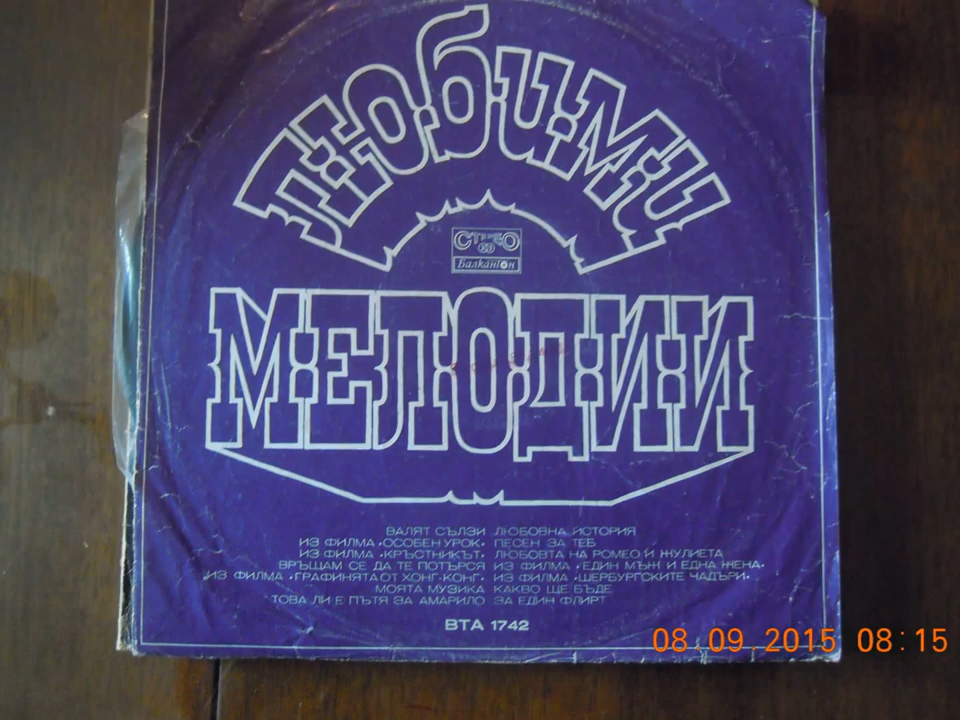 Любими
СТЕРЕО
Балкантон
МЕЛОДИИ
ВАЛЯТ СЪЛЗИ ЛЮБОВНА ИСТОРИЯ
ИЗ ФИЛМА •ОСОБЕН УРОК• ПЕСЕН ЗА ТЕБ
ИЗ ФИЛМА •КРЪСТНИКЪТ• ЛЮБОВТА НА РОМЕО И ЖУЛИЕТА
ВРЪЩАМ СЕ ДА ТЕ ПОТЪРСЯ ИЗ ФИЛМА •ЕДИН МЪЖ И ЕДНА ЖЕНА•
ИЗ ФИЛМА •ГРАФИНЯТА ОТ ХОНГ-КОНГ• ИЗ ФИЛМА •ШЕРБУРГСКИТЕ ЧАДЪРИ•
МОЯТА МУЗИКА КАКВО ЩЕ БЪДЕ
ТОВА ЛИ Е ПЪТЯ ЗА АМАРИЛО ЗА ЕДИН ФЛИРТ
ВТА 1742
08.09.2015 08:15